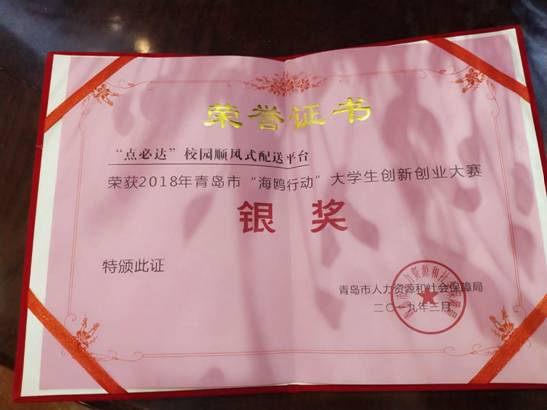 荣誉证书
“点必达”校园顺风式配送平台
荣获2018年青岛市“海鸥行动”大学生创新创业大赛
银奖
特颁此证
青岛市人力资源和社会保障局
二〇一九年三月